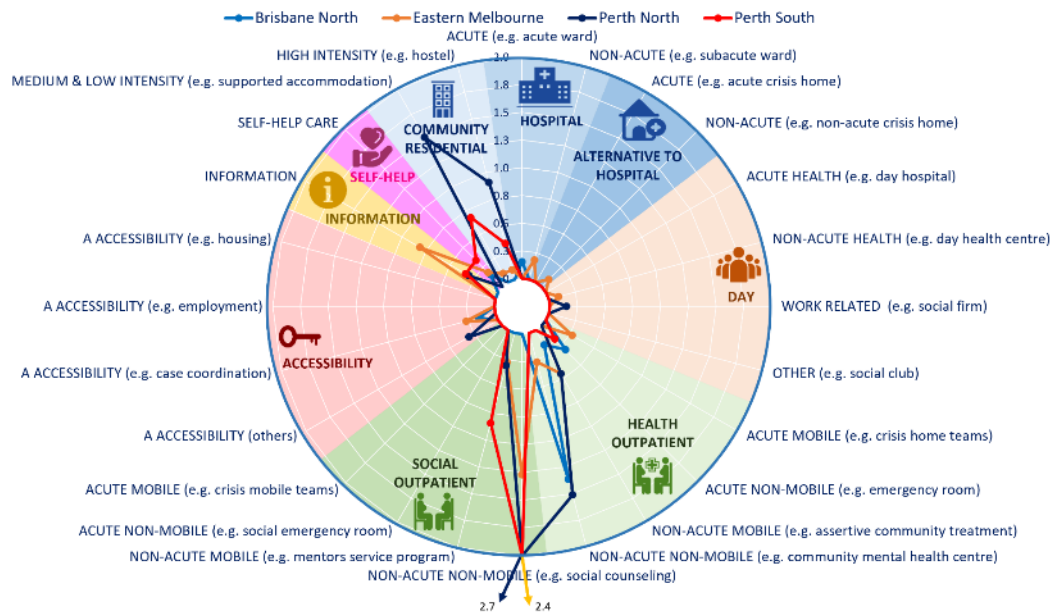 Brisbane North
Eastern Melbourne
Perth North
Perth South
ACUTE (e.g. acute ward)
HIGH INTENSITY (e.g. hostel)
NON-ACUTE (e.g. subacute ward)
MEDIUM & LOW INTENSITY (e.g. supported accommodation)
ACUTE (e.g. acute crisis home)
SELF-HELP CARE
NON-ACUTE (e.g. non-acute crisis home)
INFORMATION
ACUTE HEALTH (e.g. day hospital)
A ACCESSIBILITY (e.g. housing)
NON-ACUTE HEALTH (e.g. day health centre)
A ACCESSIBILITY (e.g. employment)
WORK RELATED (e.g. social firm)
A ACCESSIBILITY (e.g. case coordination)
OTHER (e.g. social club)
A ACCESSIBILITY (others)
ACUTE MOBILE (e.g. crisis home teams)
ACUTE MOBILE (e.g. crisis mobile teams)
ACUTE NON-MOBILE (e.g. emergency room)
ACUTE NON-MOBILE (e.g. social emergency room)
NON-ACUTE MOBILE (e.g. assertive community treatment)
NON-ACUTE MOBILE (e.g. mentors service program)
NON-ACUTE NON-MOBILE (e.g. community mental health centre)
NON-ACUTE NON-MOBILE (e.g. social counseling)
1.8
1.5
1.3
1.0
0.8
0.3
COMMUNITY
RESIDENTIAL
HOSPITAL
ALTERNATIVE TO
HOSPITAL
SELF-HELP
INFORMATION
DAY
ACCESSIBILITY
HEALTH
OUTPATIENT
SOCIAL
OUTPATIENT
2.7
2.4